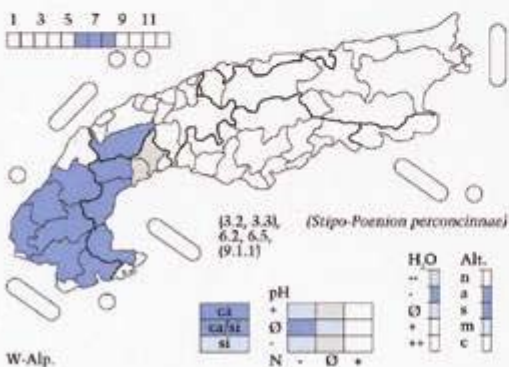 1 3 5 7 9 11
(3.2, 3.3), (Stipo-Poenion perconcinnae)
6.2, 6.5,
(9.1.1)
H₂O Alt.
-- n
- a
Ø s
+ m
++ c
pH
ca +
ca/si Ø
si -
W-Alp. N - Ø +